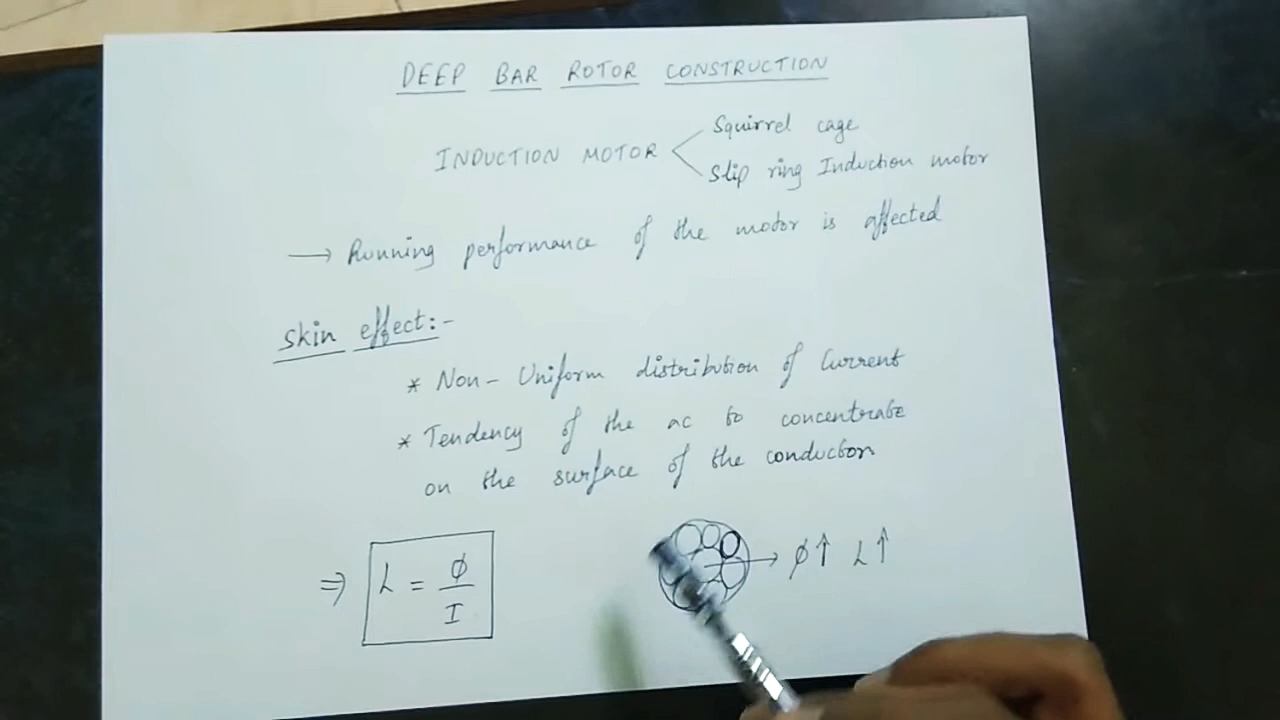 DEEP BAR ROTOR CONSTRUCTION
INDUCTION MOTOR
Squirrel cage
Slip ring Induction motor
→ Running performance of the motor is affected
Skin effect:-
* Non-Uniform distribution of Current
* Tendency of the ac to concentrate
on the surface of the conductor
⇒ L = φ/I
φ↑ L↑